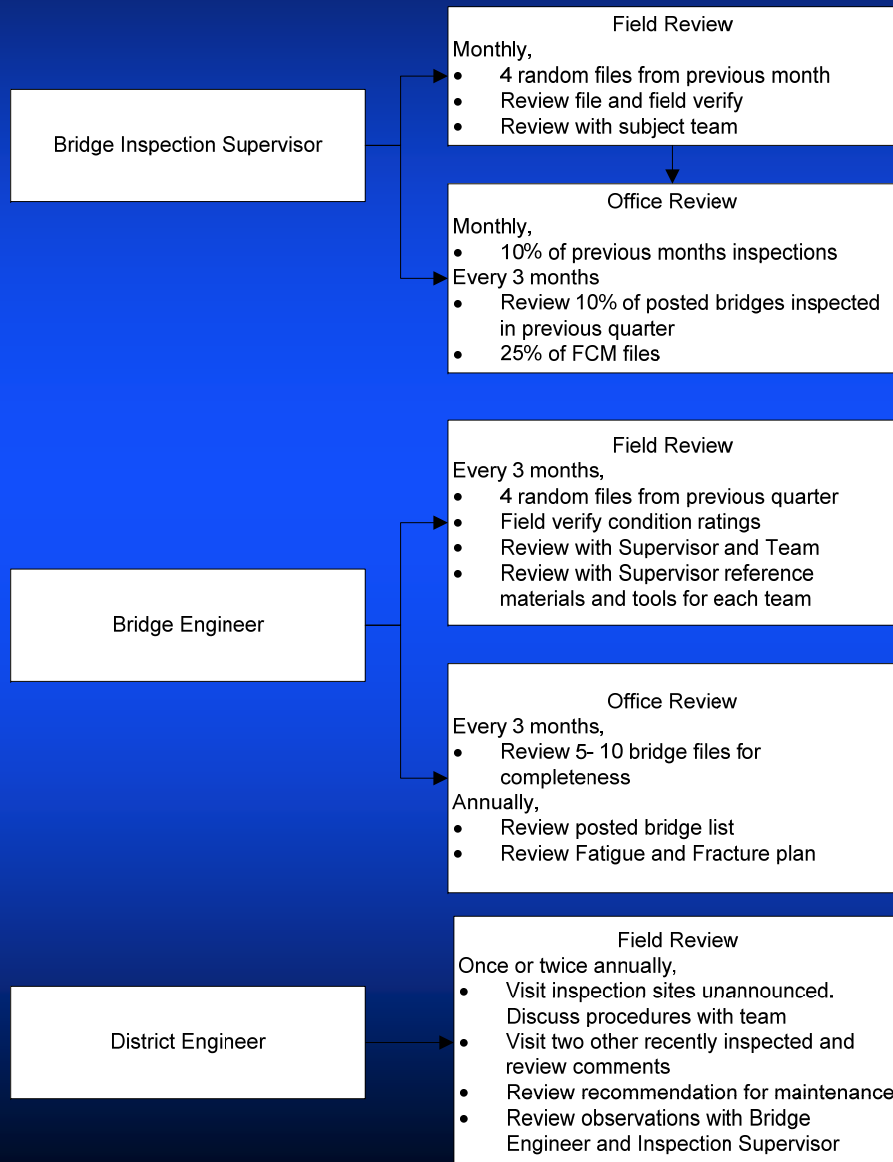 Bridge Inspection Supervisor
Field Review
Monthly,
• 4 random files from previous month
• Review file and field verify
• Review with subject team
Office Review
Monthly,
• 10% of previous months inspections
Every 3 months
• Review 10% of posted bridges inspected
in previous quarter
• 25% of FCM files
Bridge Engineer
Field Review
Every 3 months,
• 4 random files from previous quarter
• Field verify condition ratings
• Review with Supervisor and Team
• Review with Supervisor reference
materials and tools for each team
Office Review
Every 3 months,
• Review 5- 10 bridge files for
completeness
Annually,
• Review posted bridge list
• Review Fatigue and Fracture plan
District Engineer
Field Review
Once or twice annually,
• Visit inspection sites unannounced.
Discuss procedures with team
• Visit two other recently inspected and
review comments
• Review recommendation for maintenance
• Review observations with Bridge
Engineer and Inspection Supervisor